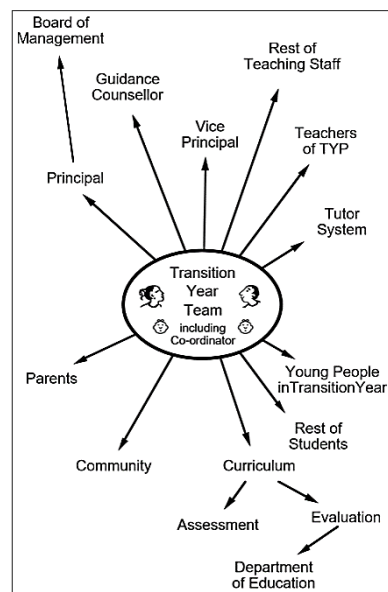 Board of
Management
Guidance
Counsellor
Rest of
Teaching Staff
Vice
Principal
Teachers
of TYP
Principal
Tutor
System
Transition
Year
Team
including
Co-ordinator
Parents
Young People
inTransitionYear
Rest of
Students
Community
Curriculum
Assessment
Evaluation
Department
of Education